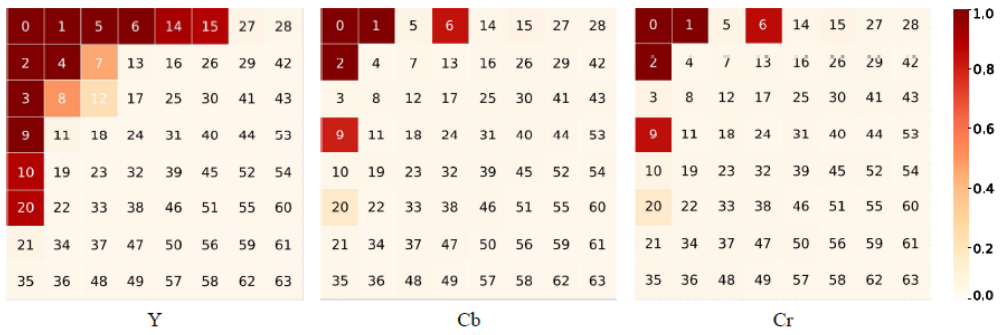 0 1 5 6 14 15 27 28
2 4 7 13 16 26 29 42
3 8 12 17 25 30 41 43
9 11 18 24 31 40 44 53
10 19 23 32 39 45 52 54
20 22 33 38 46 51 55 60
21 34 37 47 50 56 59 61
35 36 48 49 57 58 62 63
Y
0 1 5 6 14 15 27 28
2 4 7 13 16 26 29 42
3 8 12 17 25 30 41 43
9 11 18 24 31 40 44 53
10 19 23 32 39 45 52 54
20 22 33 38 46 51 55 60
21 34 37 47 50 56 59 61
35 36 48 49 57 58 62 63
Cb
0 1 5 6 14 15 27 28
2 4 7 13 16 26 29 42
3 8 12 17 25 30 41 43
9 11 18 24 31 40 44 53
10 19 23 32 39 45 52 54
20 22 33 38 46 51 55 60
21 34 37 47 50 56 59 61
35 36 48 49 57 58 62 63
Cr
1.0
0.8
0.6
0.4
0.2
0.0